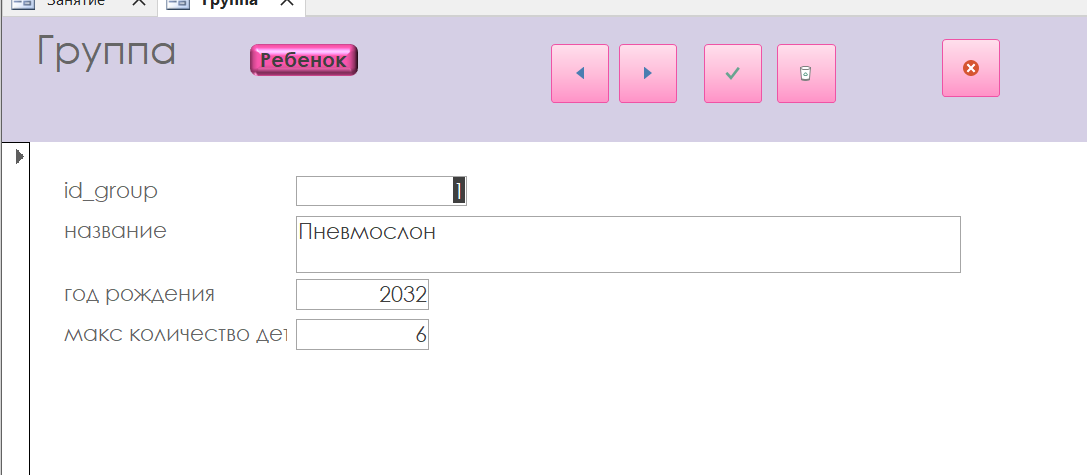 Занятие
Группа
Группа
Ребенок
id_group
1
название
Пневмослон
год рождения
2032
макс количество дет
6